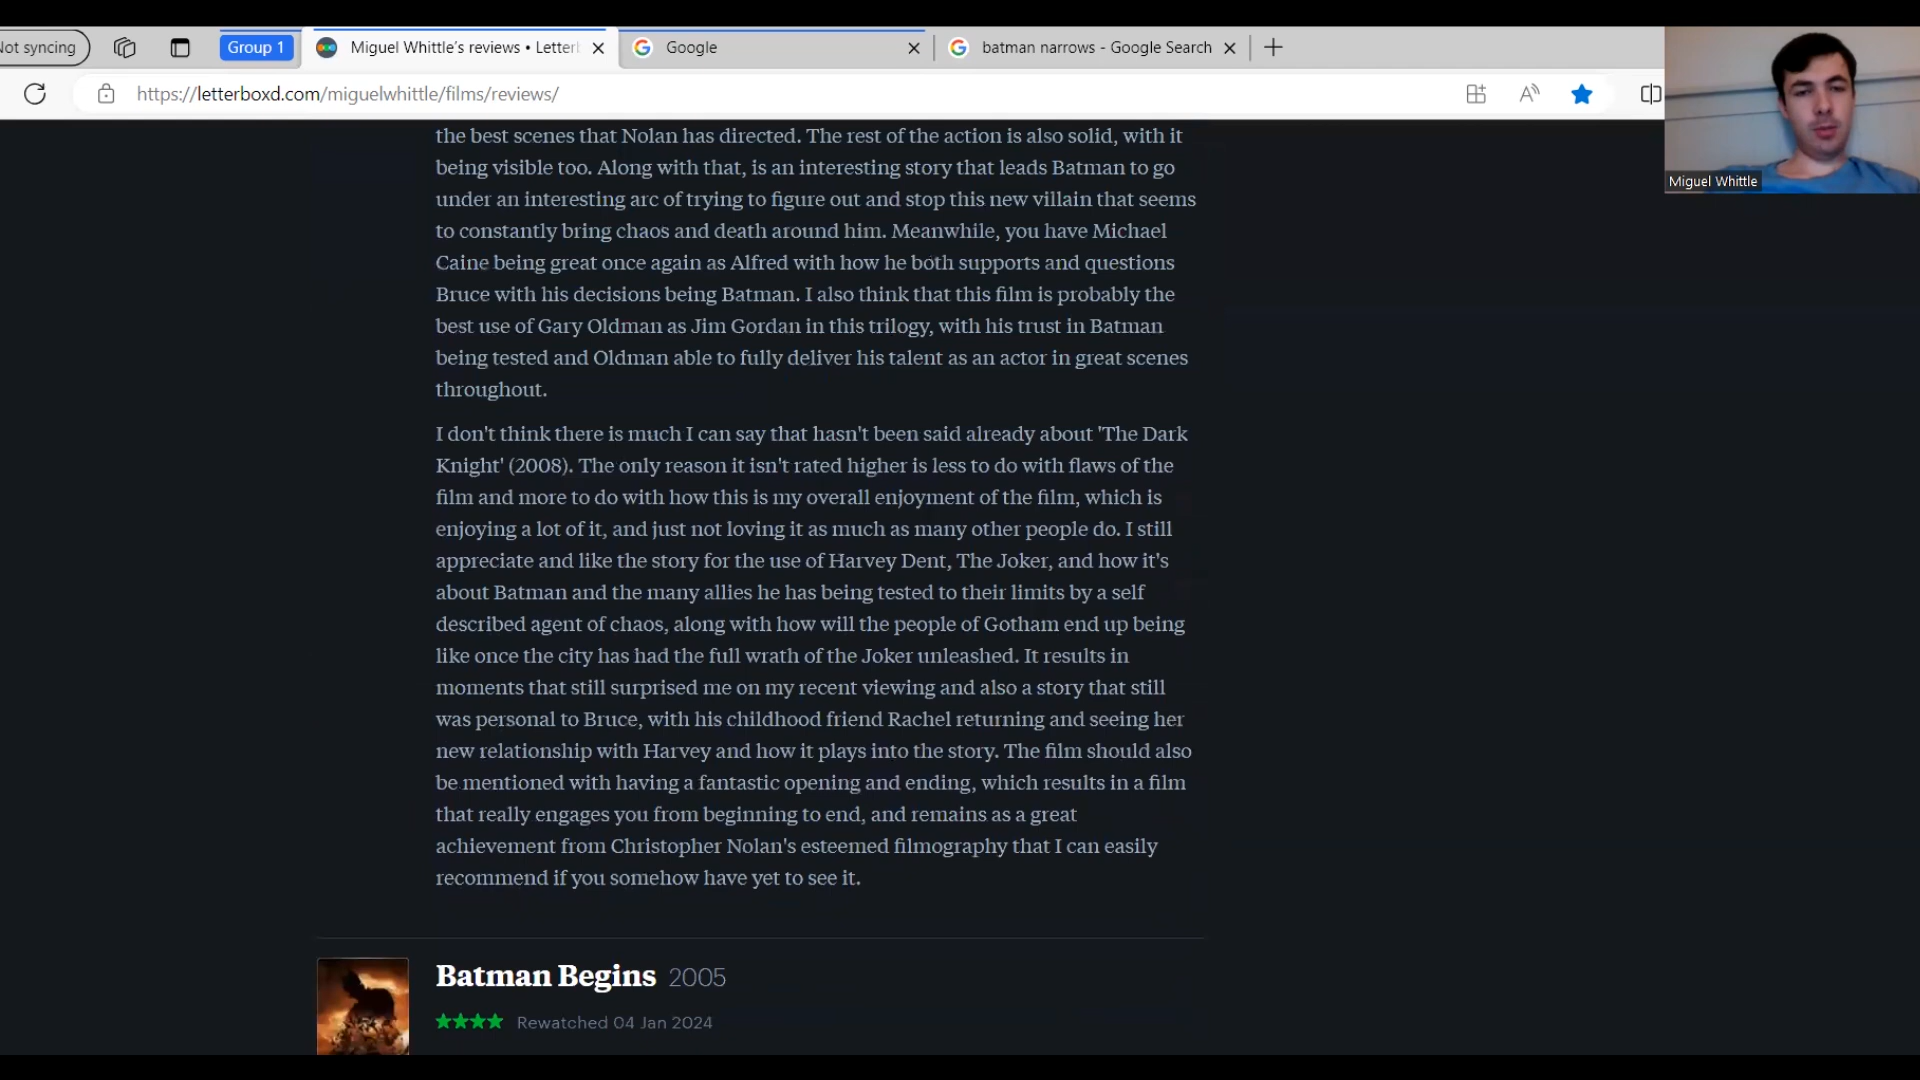 Not syncing
Group 1
Miguel Whittle's reviews • Letter
Google
batman narrows - Google Search
https://letterboxd.com/miguelwhittle/films/reviews/
Miguel Whittle
the best scenes that Nolan has directed. The rest of the action is also solid, with it
being visible too. Along with that, is an interesting story that leads Batman to go
under an interesting arc of trying to figure out and stop this new villain that seems
to constantly bring chaos and death around him. Meanwhile, you have Michael
Caine being great once again as Alfred with how he both supports and questions
Bruce with his decisions being Batman. I also think that this film is probably the
best use of Gary Oldman as Jim Gordan in this trilogy, with his trust in Batman
being tested and Oldman able to fully deliver his talent as an actor in great scenes
throughout.
I don't think there is much I can say that hasn't been said already about 'The Dark
Knight' (2008). The only reason it isn't rated higher is less to do with flaws of the
film and more to do with how this is my overall enjoyment of the film, which is
enjoying a lot of it, and just not loving it as much as many other people do. I still
appreciate and like the story for the use of Harvey Dent, The Joker, and how it's
about Batman and the many allies he has being tested to their limits by a self
described agent of chaos, along with how will the people of Gotham end up being
like once the city has had the full wrath of the Joker unleashed. It results in
moments that still surprised me on my recent viewing and also a story that still
was personal to Bruce, with his childhood friend Rachel returning and seeing her
new relationship with Harvey and how it plays into the story. The film should also
be mentioned with having a fantastic opening and ending, which results in a film
that really engages you from beginning to end, and remains as a great
achievement from Christopher Nolan's esteemed filmography that I can easily
recommend if you somehow have yet to see it.
Batman Begins 2005
★★★★ Rewatched 04 Jan 2024